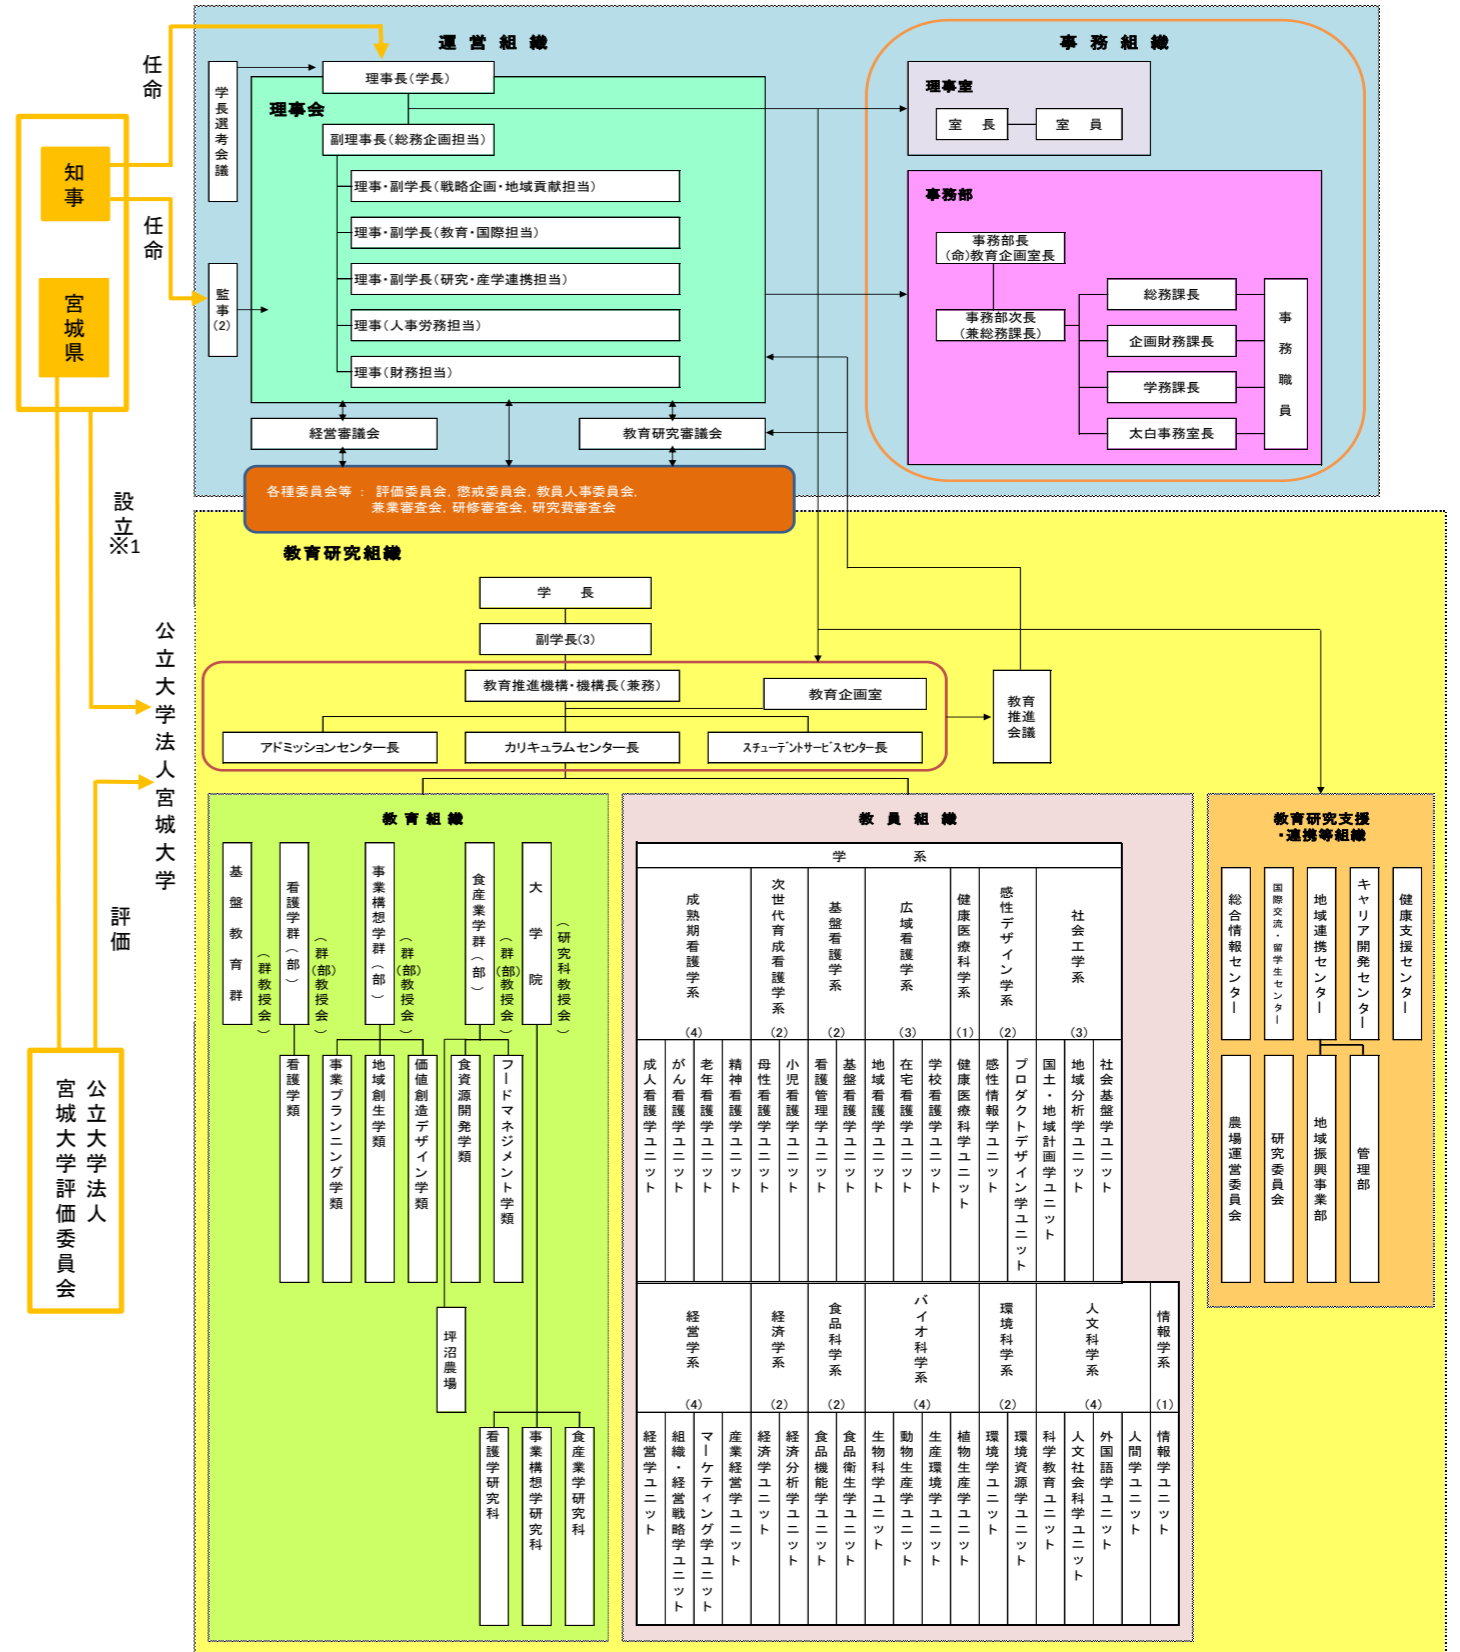 運営組織
事務組織
任命
知事
任命
宮城県
設立
※1
公立大学法人宮城大学
評価
公立大学法人
宮城大学評価委員会
学長選考会議
監事
(2)
理事長(学長)
理事会
副理事長(総務企画担当)
理事・副学長(戦略企画・地域貢献担当)
理事・副学長(教育・国際担当)
理事・副学長(研究・産学連携担当)
理事(人事労務担当)
理事(財務担当)
経営審議会
教育研究審議会
各種委員会等 : 評価委員会, 懲戒委員会, 教員人事委員会,
兼業審査会, 研修審査会, 研究費審査会
理事室
室 長
室 員
事務部
事務部長
(命)教育企画室長
事務部次長
(兼総務課長)
総務課長
企画財務課長
学務課長
太白事務室長
事務職員
教育研究組織
学 長
副学長(3)
教育推進機構・機構長(兼務)
教育企画室
アドミッションセンター長
カリキュラムセンター長
スチューデントサービスセンター長
教育
推進
会議
教育組織
基盤教育群
(群教授会)
看護学群(部)
(群(部)教授会)
事業構想学群(部)
(群(部)教授会)
食産業学群(部)
(群(部)教授会)
大学院
(研究科教授会)
看護学類
事業プランニング学類
地域創生学類
価値創造デザイン学類
食資源開発学類
フードマネジメント学類
坪沼農場
看護学研究科
事業構想学研究科
食産業学研究科
教員組織
学 系
成熟期看護学系
(4)
次世代育成看護学系
(2)
基盤看護学系
(2)
広域看護学系
(3)
健康医療科学系
(1)
感性デザイン学系
(2)
社会工学系
(3)
成人看護学ユニット
がん看護学ユニット
老年看護学ユニット
精神看護学ユニット
母性看護学ユニット
小児看護学ユニット
看護管理学ユニット
基盤看護学ユニット
地域看護学ユニット
在宅看護学ユニット
学校看護学ユニット
健康医療科学ユニット
感性情報学ユニット
プロダクトデザイン学ユニット
国土・地域計画学ユニット
地域分析学ユニット
社会基盤学ユニット
経営学系
(4)
経済学系
(2)
食品科学系
(2)
バイオ科学系
(4)
環境科学系
(2)
人文科学系
(4)
情報学系
(1)
経営学ユニット
組織・経営戦略学ユニット
マーケティング学ユニット
産業経営学ユニット
経済学ユニット
経済分析学ユニット
食品機能学ユニット
食品衛生学ユニット
生物科学ユニット
動物生産学ユニット
生産環境学ユニット
植物生産学ユニット
環境学ユニット
環境資源学ユニット
科学教育ユニット
人文社会科学ユニット
外国語学ユニット
人間学ユニット
情報学ユニット
教育研究支援
・連携等組織
総合情報センター
国際交流・留学生センター
地域連携センター
キャリア開発センター
健康支援センター
農場運営委員会
研究委員会
地域振興事業部
管理部